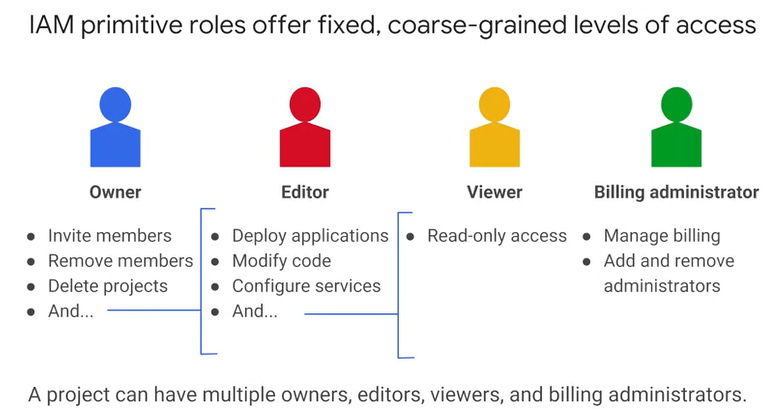 IAM primitive roles offer fixed, coarse-grained levels of access
Owner
● Invite members
● Remove members
● Delete projects
● And...
Editor
● Deploy applications
● Modify code
● Configure services
● And...
Viewer
● Read-only access
Billing administrator
● Manage billing
● Add and remove
administrators
A project can have multiple owners, editors, viewers, and billing administrators.